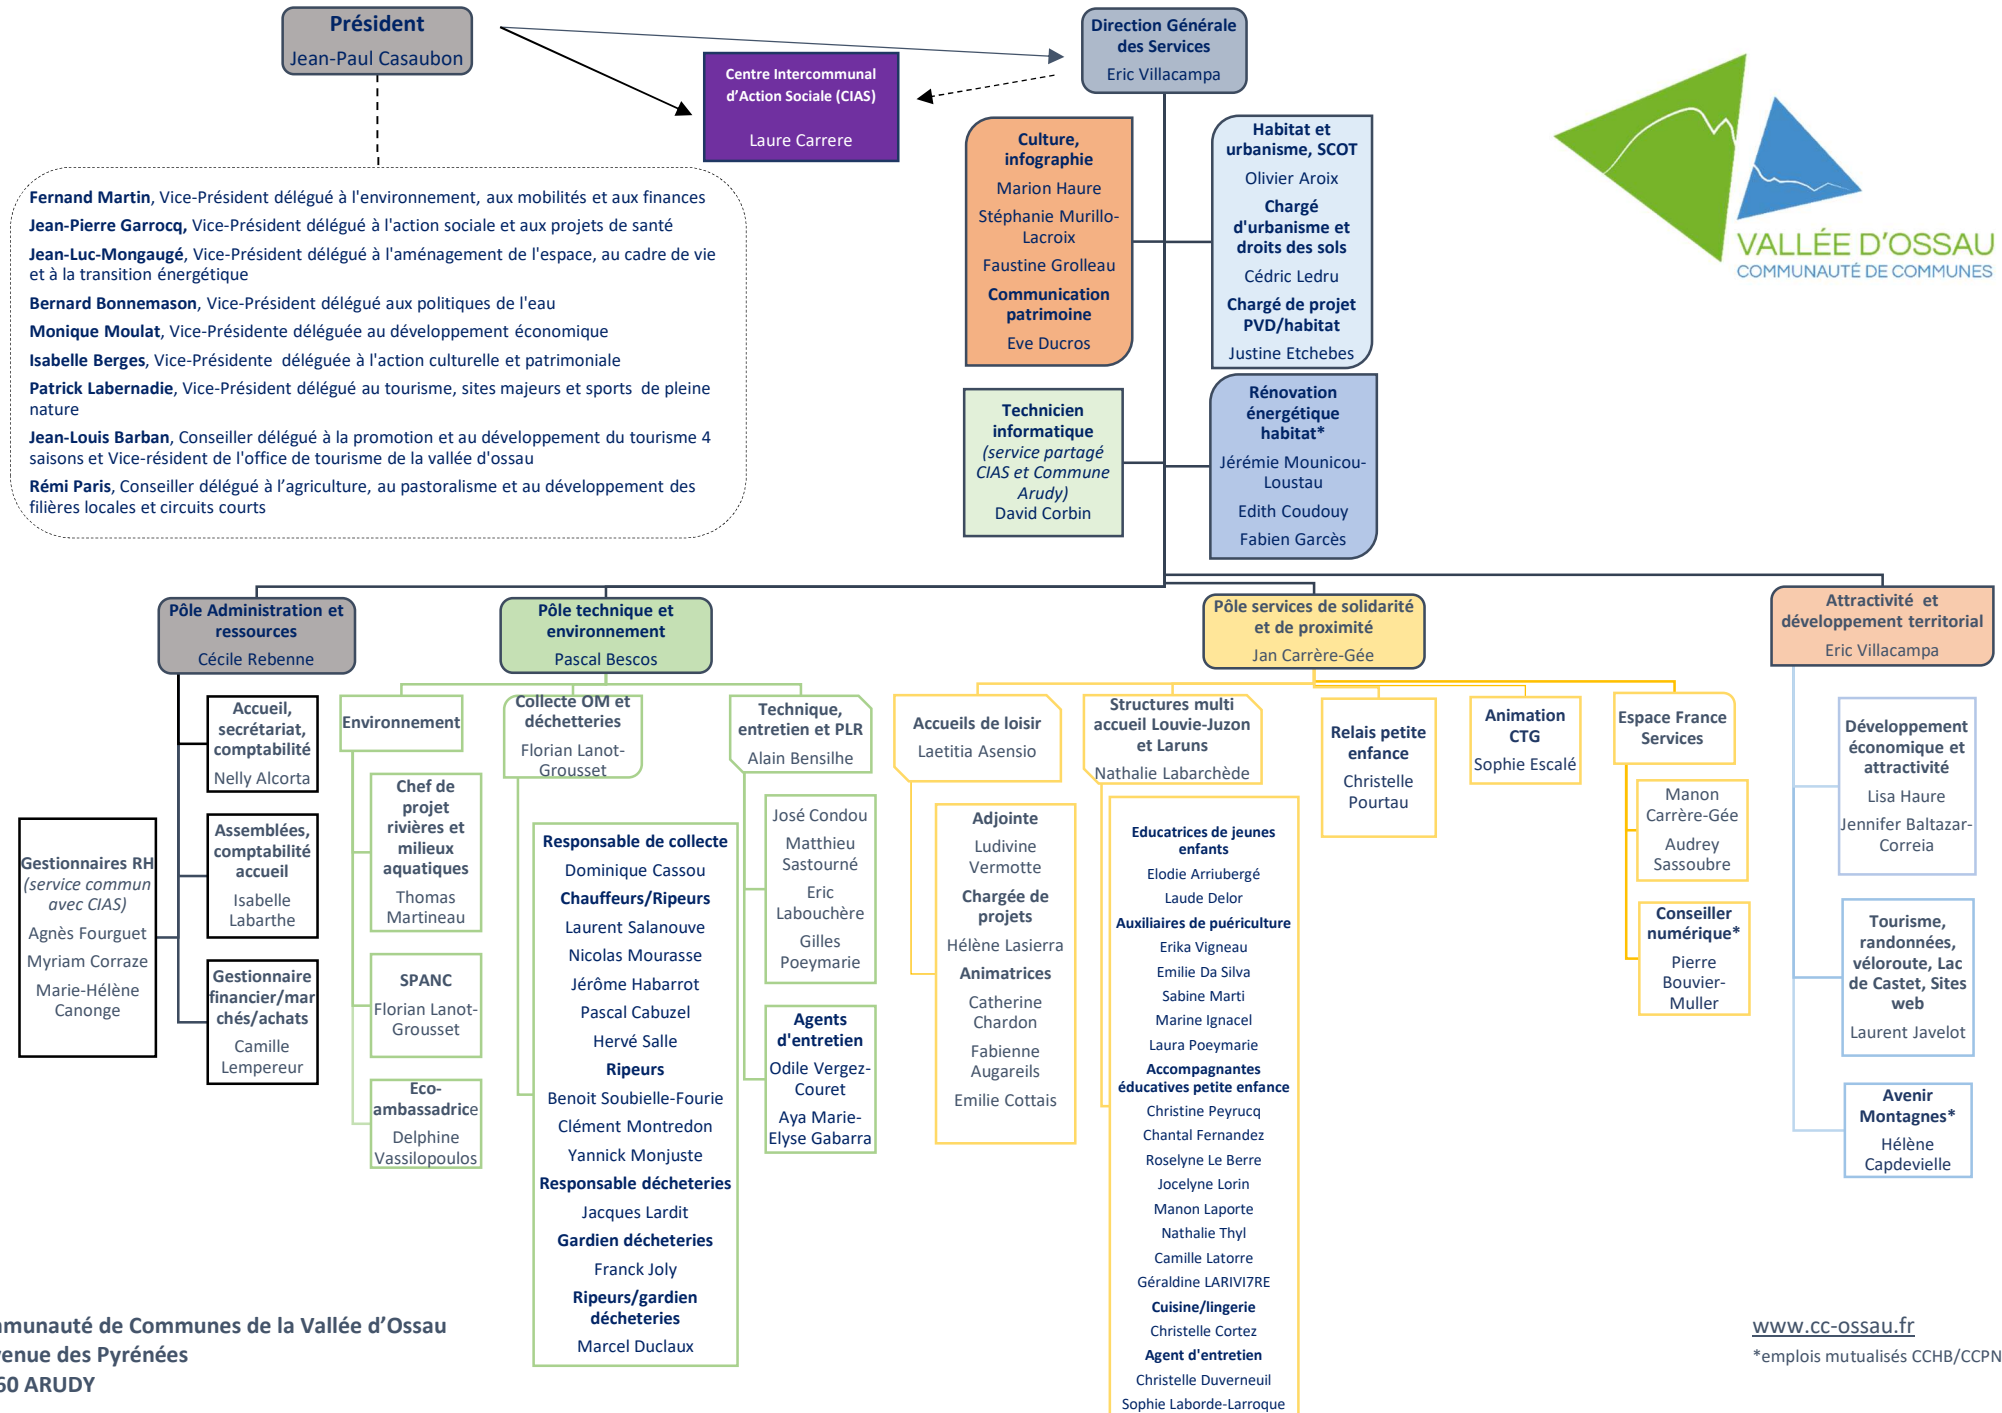 Président
Jean-Paul Casaubon
Direction Générale
des Services
Eric Villacampa
Centre Intercommunal
d'Action Sociale (CIAS)
Laure Carrere
VALLÉE D'OSSAU
COMMUNAUTÉ DE COMMUNES
Fernand Martin, Vice-Président délégué à l'environnement, aux mobilités et aux finances
Jean-Pierre Garrocq, Vice-Président délégué à l'action sociale et aux projets de santé
Jean-Luc-Mongaugé, Vice-Président délégué à l'aménagement de l'espace, au cadre de vie
et à la transition énergétique
Bernard Bonnemason, Vice-Président délégué aux politiques de l'eau
Monique Moulat, Vice-Présidente déléguée au développement économique
Isabelle Berges, Vice-Présidente  déléguée à l'action culturelle et patrimoniale
Patrick Labernadie, Vice-Président délégué au tourisme, sites majeurs et sports  de pleine
nature
Jean-Louis Barban, Conseiller délégué à la promotion et au développement du tourisme 4
saisons et Vice-résident de l'office de tourisme de la vallée d'ossau
Rémi Paris, Conseiller délégué à l'agriculture, au pastoralisme et au développement des
filières locales et circuits courts
Culture,
infographie
Marion Haure
Stéphanie Murillo-
Lacroix
Faustine Grolleau
Communication
patrimoine
Eve Ducros
Habitat et
urbanisme, SCOT
Olivier Aroix
Chargé
d'urbanisme et
droits des sols
Cédric Ledru
Chargé de projet
PVD/habitat
Justine Etchebes
Technicien
informatique
(service partagé
CIAS et Commune
Arudy)
David Corbin
Rénovation
énergétique
habitat*
Jérémie Mounicou-
Loustau
Edith Coudouy
Fabien Garcès
Pôle Administration et
ressources
Cécile Rebenne
Accueil,
secrétariat,
comptabilité
Nelly Alcorta
Gestionnaires RH
(service commun
avec CIAS)
Agnès Fourguet
Myriam Corraze
Marie-Hélène
Canonge
Assemblées,
comptabilité
accueil
Isabelle
Labarthe
Gestionnaire
financier/mar
chés/achats
Camille
Lempereur
Pôle technique et
environnement
Pascal Bescos
Environnement
Chef de
projet
rivières et
milieux
aquatiques
Thomas
Martineau
SPANC
Florian Lanot-
Grousset
Eco-
ambassadrice
Delphine
Vassilopoulos
Collecte OM et
déchetteries
Florian Lanot-
Grousset
Responsable de collecte
Dominique Cassou
Chauffeurs/Ripeurs
Laurent Salanouve
Nicolas Mourasse
Jérôme Habarrot
Pascal Cabuzel
Hervé Salle
Ripeurs
Benoit Soubielle-Fourie
Clément Montredon
Yannick Monjuste
Responsable décheteries
Jacques Lardit
Gardien décheteries
Franck Joly
Ripeurs/gardien
décheteries
Marcel Duclaux
Technique,
entretien et PLR
Alain Bensilhe
José Condou
Matthieu
Sastourné
Eric
Labouchère
Gilles
Poeymarie
Agents
d'entretien
Odile Vergez-
Couret
Aya Marie-
Elyse Gabarra
Pôle services de solidarité
et de proximité
Jan Carrère-Gée
Accueils de loisir
Laetitia Asensio
Adjointe
Ludivine
Vermotte
Chargée de
projets
Hélène Lasierra
Animatrices
Catherine
Chardon
Fabienne
Augareils
Emilie Cottais
Structures multi
accueil Louvie-Juzon
et Laruns
Nathalie Labarchède
Educatrices de jeunes
enfants
Elodie Arriubergé
Laude Delor
Auxiliaires de puériculture
Erika Vigneau
Emilie Da Silva
Sabine Marti
Marine Ignacel
Laura Poeymarie
Accompagnantes
éducatives petite enfance
Christine Peyrucq
Chantal Fernandez
Roselyne Le Berre
Jocelyne Lorin
Manon Laporte
Nathalie Thyl
Camille Latorre
Géraldine LARIVI7RE
Cuisine/lingerie
Christelle Cortez
Agent d'entretien
Christelle Duverneuil
Sophie Laborde-Larroque
Relais petite
enfance
Christelle
Pourtau
Animation
CTG
Sophie Escalé
Espace France
Services
Manon
Carrère-Gée
Audrey
Sassoubre
Conseiller
numérique*
Pierre
Bouvier-
Muller
Attractivité  et
développement territorial
Eric Villacampa
Développement
économique et
attractivité
Lisa Haure
Jennifer Baltazar-
Correia
Tourisme,
randonnées,
véloroute, Lac
de Castet, Sites
web
Laurent Javelot
Avenir
Montagnes*
Hélène
Capdevielle
mmunauté de Communes de la Vallée d'Ossau
venue des Pyrénées
60 ARUDY
www.cc-ossau.fr
*emplois mutualisés CCHB/CCPN